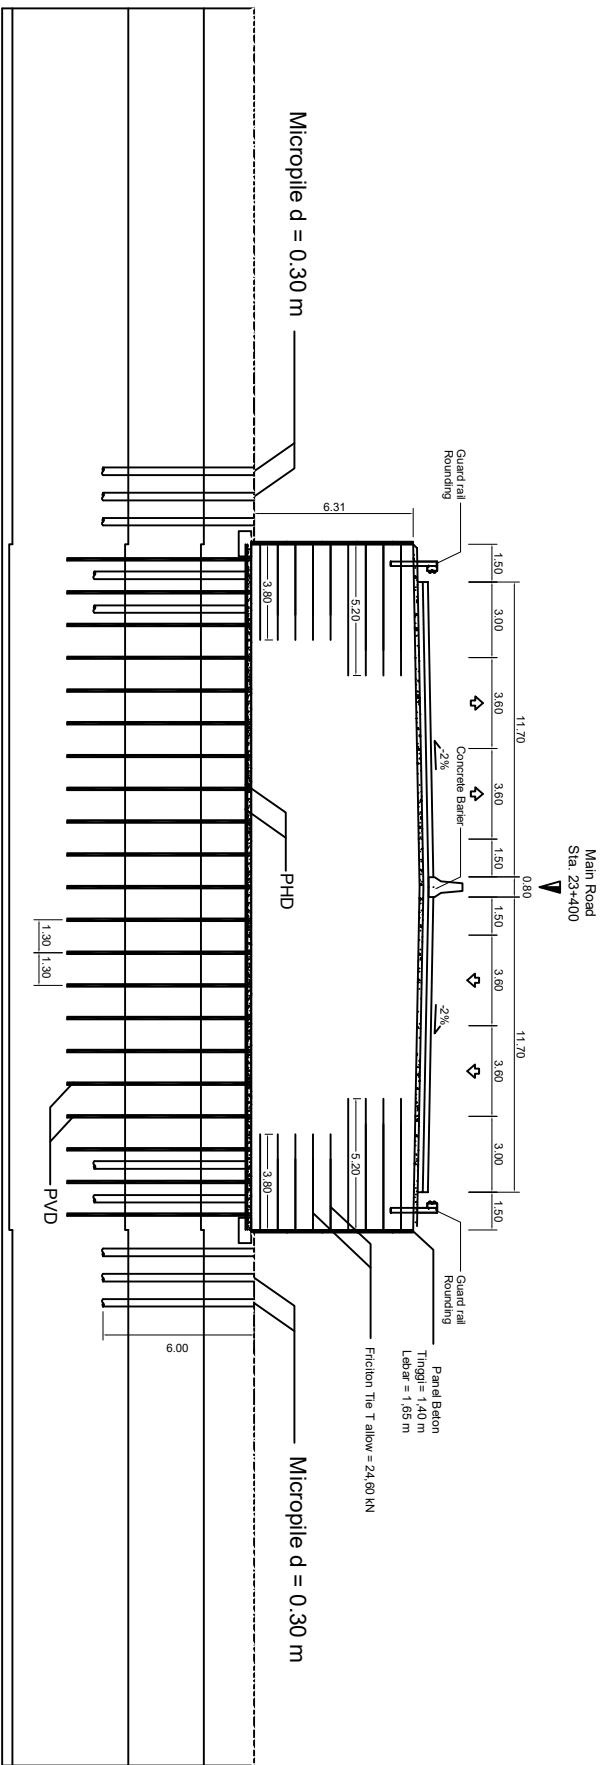 Main Road
Sta. 23+400
11.70
0.80
11.70
1.50
3.00
3.60
3.60
1.50
1.50
3.60
3.60
3.00
1.50
Guard rail
Rounding
-2%
Concrete Barier
-2%
Guard rail
Rounding
6.31
5.20
3.80
5.20
3.80
Panel Beton
Tinggi = 1,40 m
Lebar = 1,65 m
Friciton Tie T allow = 24,60 kN
Micropile d = 0.30 m
PHD
Micropile d = 0.30 m
6.00
1.30
1.30
PVD